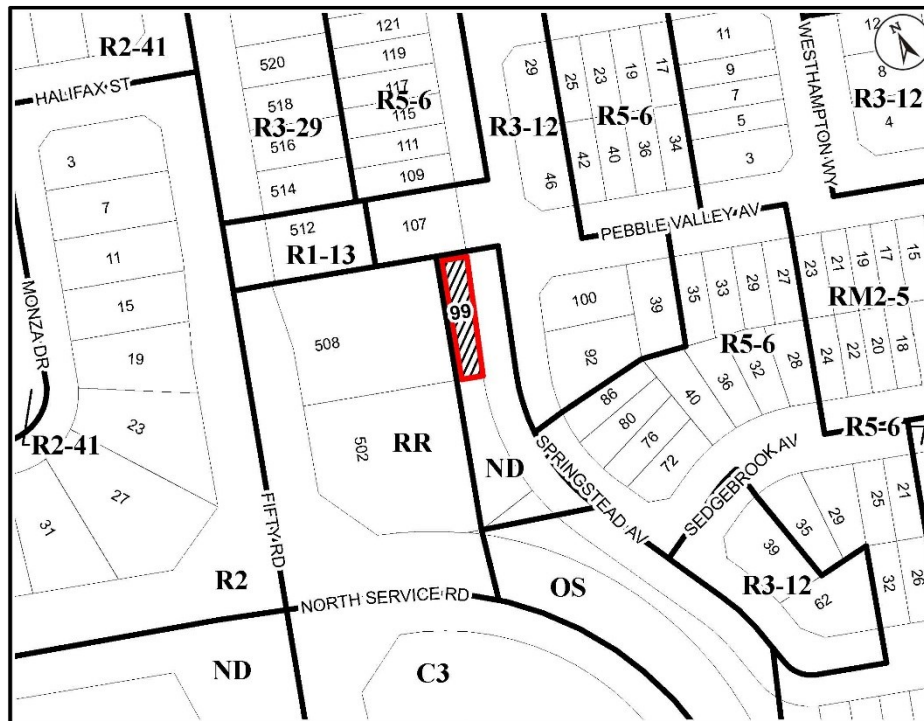 R2-41
HALIFAX ST
520
518
R3-29
516
514
512
R1-13
121
119
117
R5-6
115
111
109
107
29
R3-12
46
25
23
19
17
R5-6
42
40
36
34
11
9
7
5
3
WESTHAMPTON WY
12
8
R3-12
4
N
3
7
11
15
19
23
27
31
MONZA DR
R2-41
PEBBLE VALLEY AV
508
99
502
RR
ND
100
92
39
35
33
29
27
23
21
19
17
15
RM2-5
R5-6
86
80
76
72
40
36
32
28
24
22
20
18
R5-6
7
SPRINGSTEAD AV
SEDGEBROOK AV
39
35
29
25
21
R3-12
62
32
26
FIFTY RD
R2
NORTH SERVICE RD
OS
ND
C3